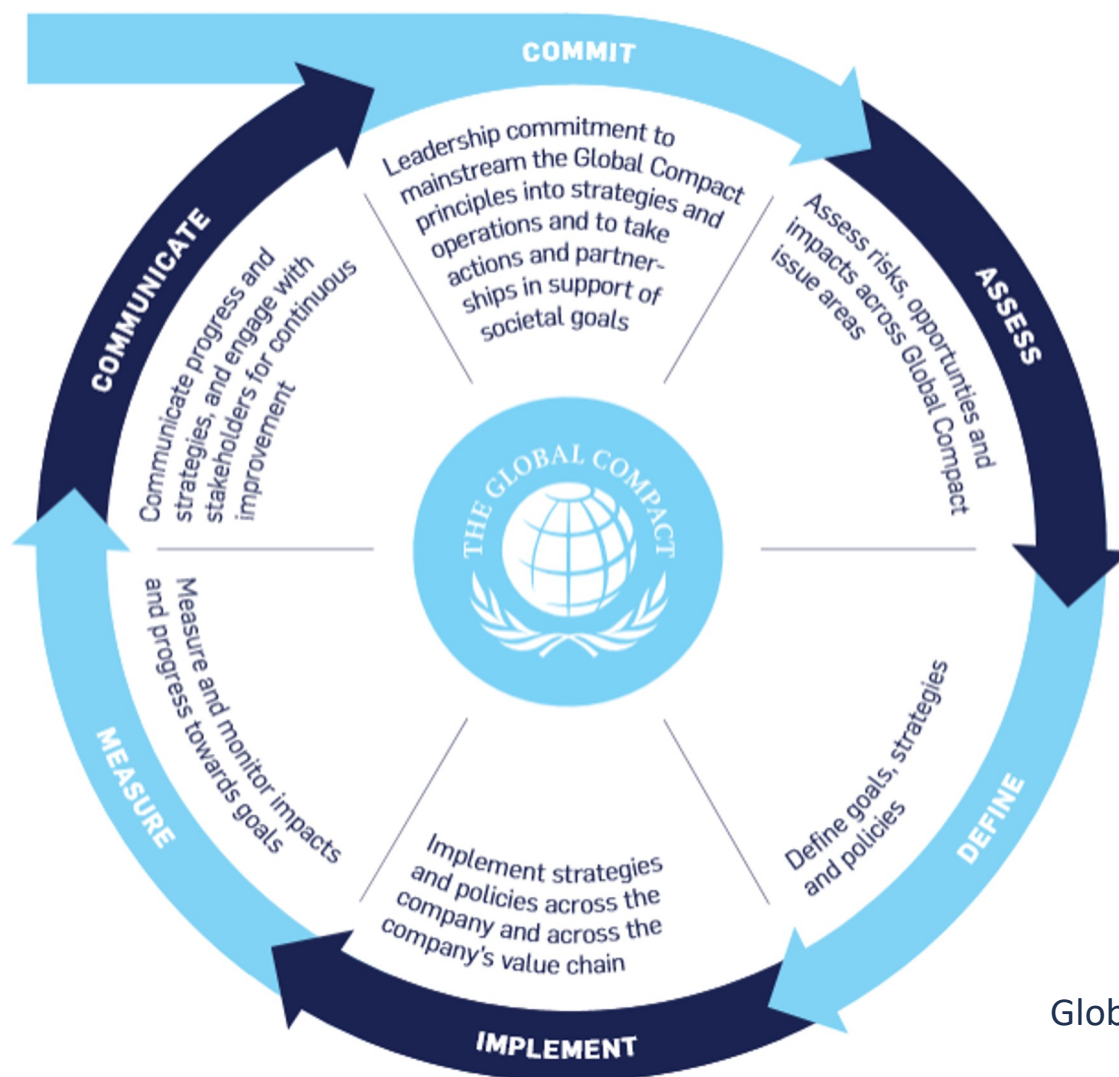 COMMIT
Leadership commitment to
mainstream the Global Compact
principles into strategies and
operations and to take
actions and partner-
ships in support of
societal goals
ASSESS
Assess risks, opportunties and
impacts across Global Compact
issue areas
DEFINE
Define goals, strategies
and policies
IMPLEMENT
Implement strategies
and policies across the
company and across the
company's value chain
MEASURE
Measure and monitor impacts
and progress towards goals
COMMUNICATE
Communicate progress and
strategies, and engage with
stakeholders for continuous
improvement
THE GLOBAL COMPACT
Glob